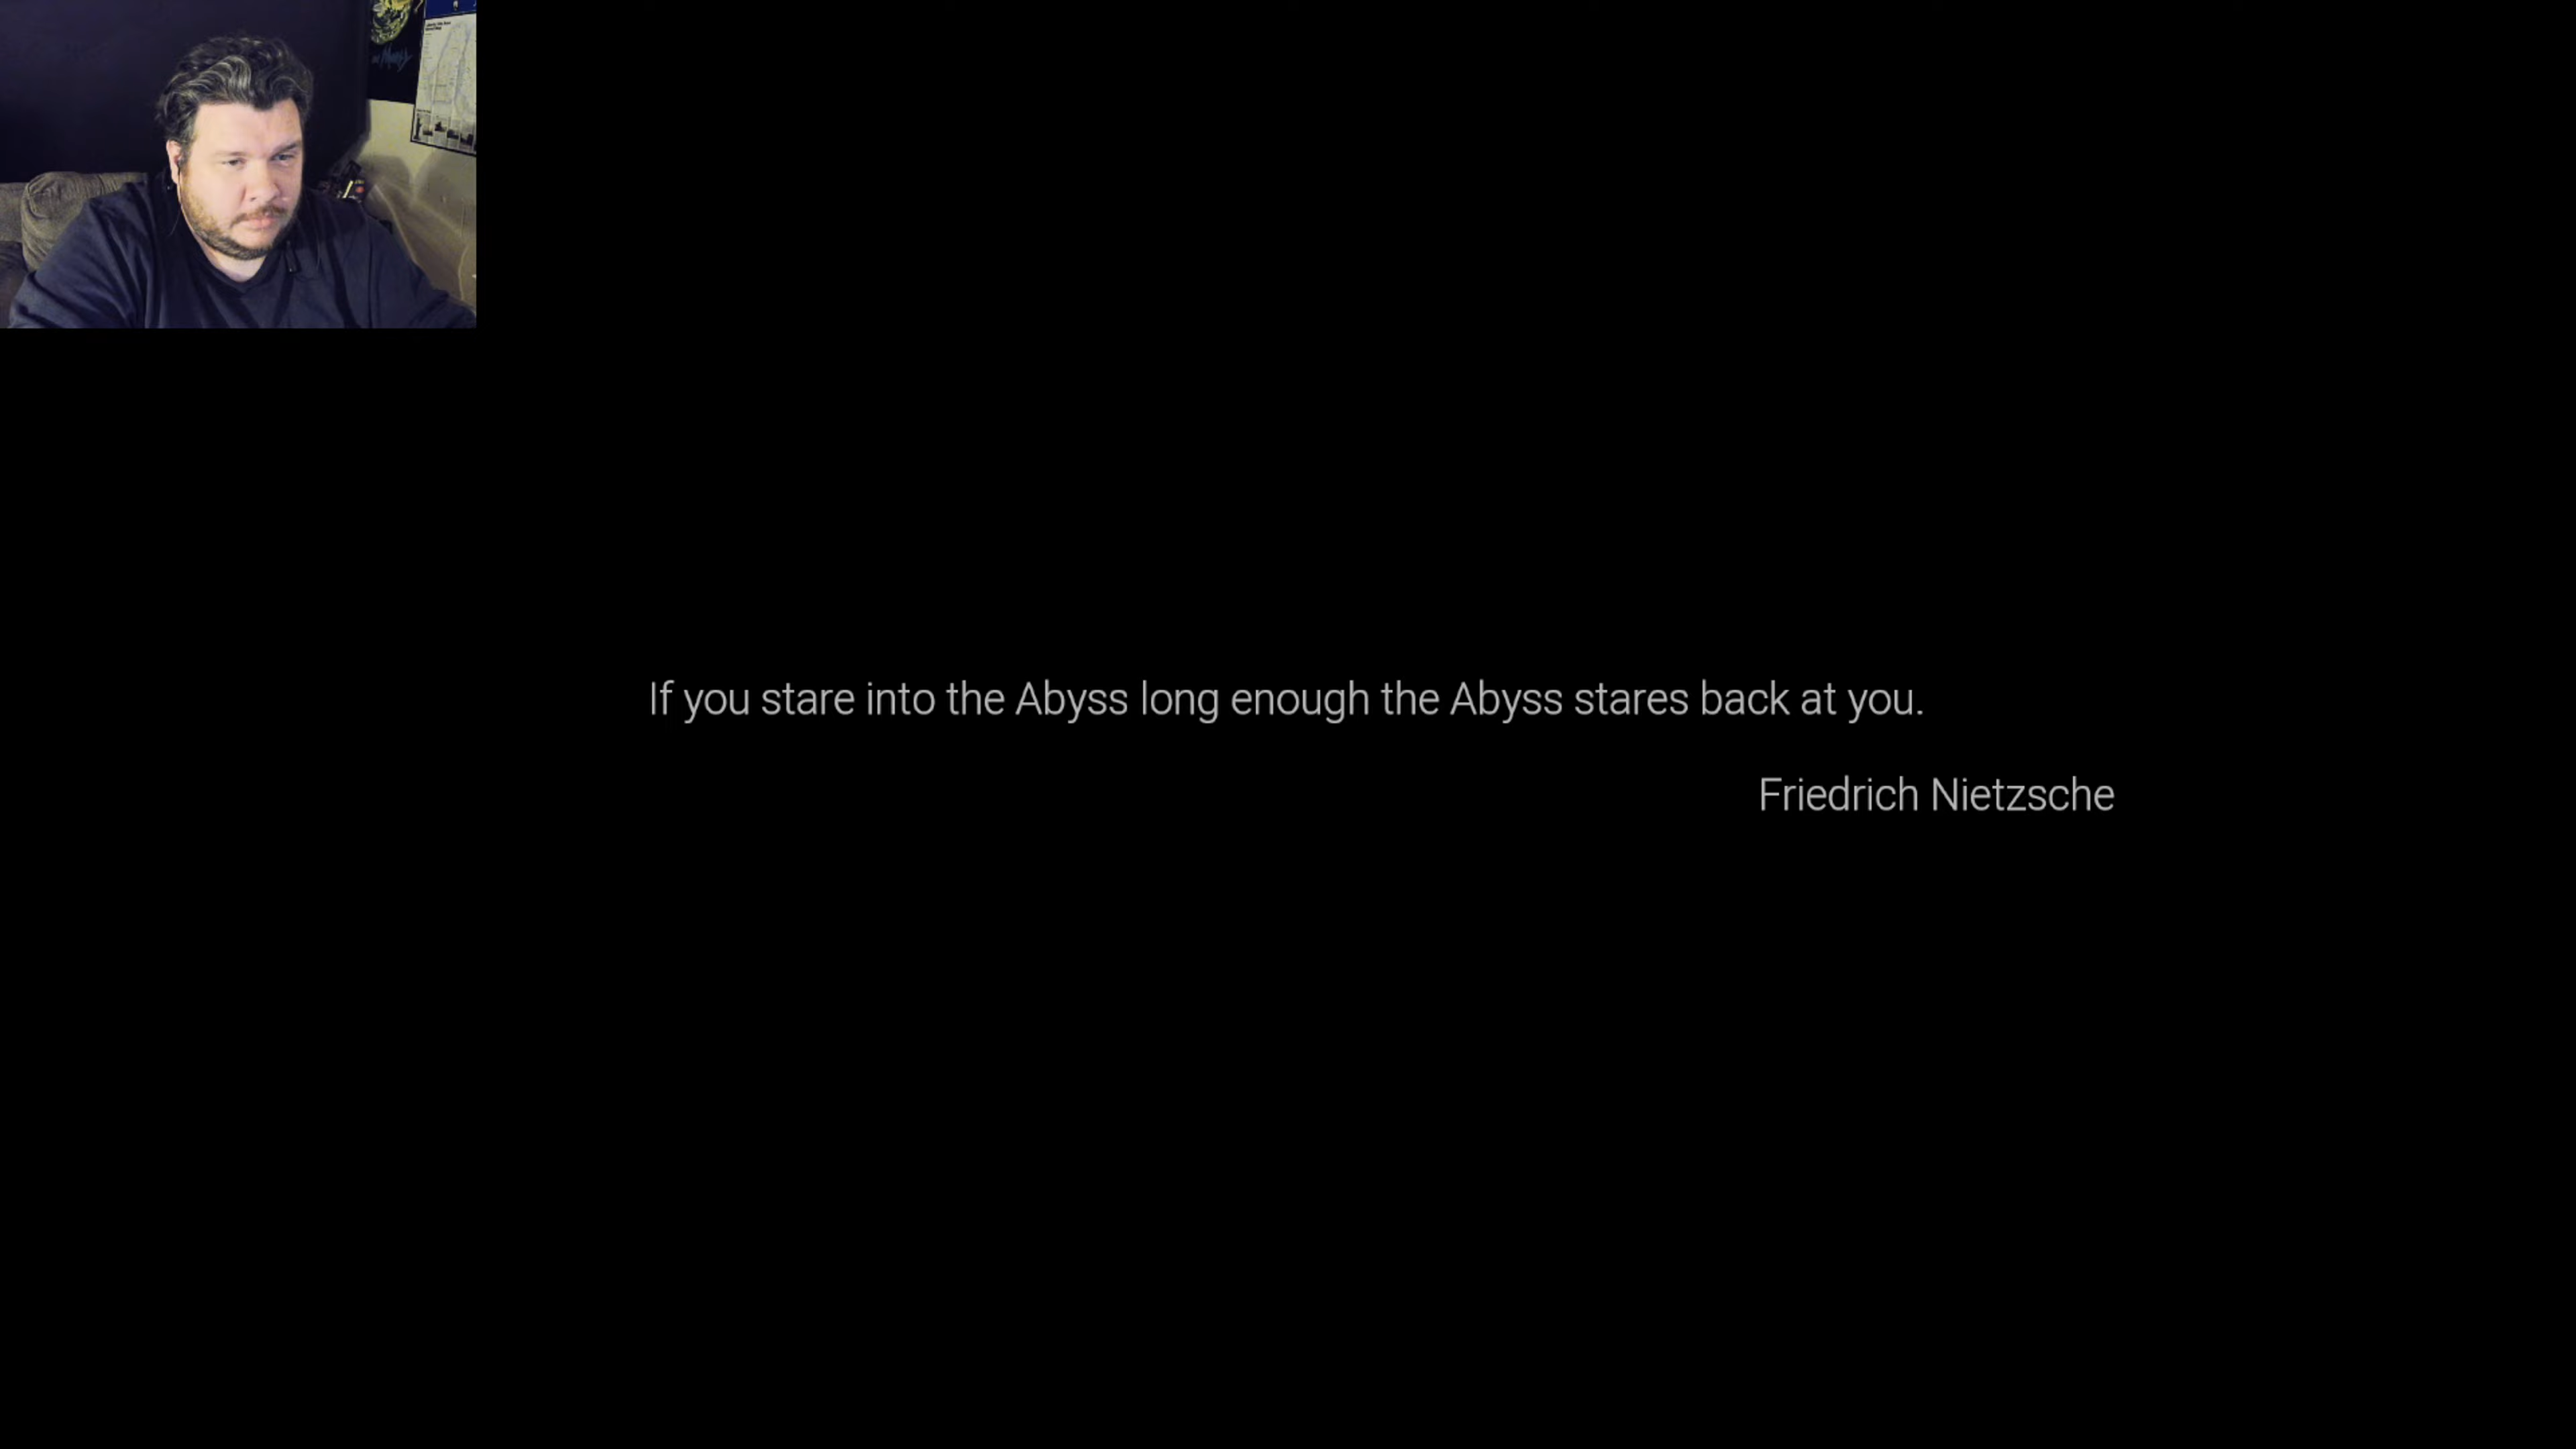 If you stare into the Abyss long enough the Abyss stares back at you.
Friedrich Nietzsche